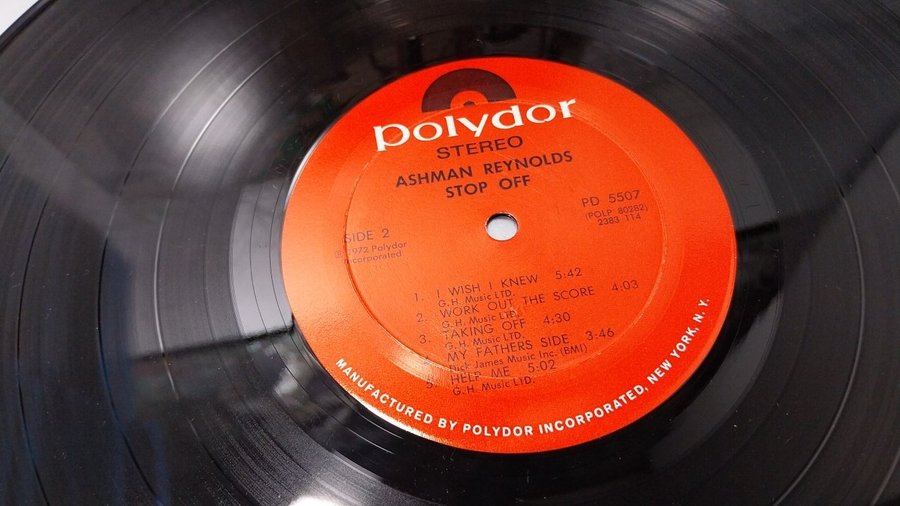 polydor
STEREO
ASHMAN REYNOLDS
STOP OFF
PD 5507
(POLP 80282)
2383 114
SIDE 2
℗ 1972 Polydor
Incorporated
1. I WISH I KNEW 5:42
G.H. Music LTD.
2. WORK OUT THE SCORE 4:03
G.H. Music LTD.
3. TAKING OFF 4:30
G.H. Music LTD.
MY FATHERS SIDE 3:46
James Music Inc. (BMI)
5. HELP ME 5:02
G.H. Music LTD.
MANUFACTURED BY POLYDOR INCORPORATED, NEW YORK, N. Y.